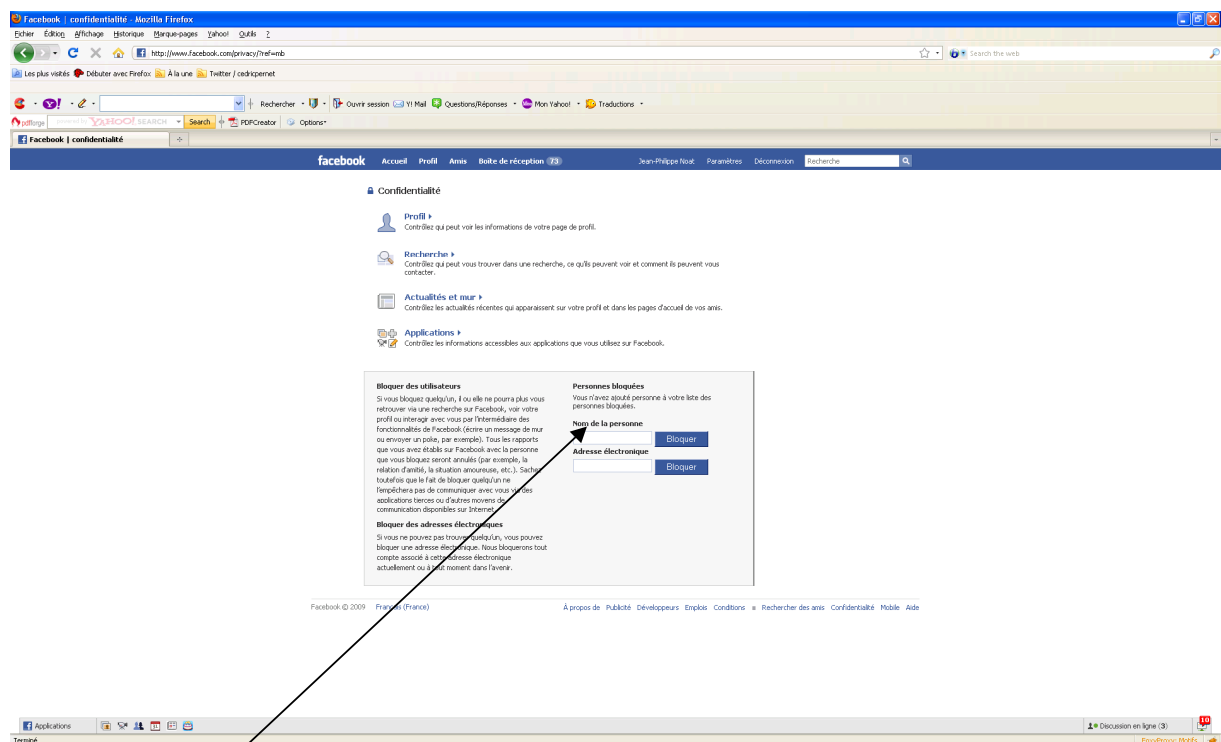 Facebook | confidentialité - Mozilla Firefox
Fichier Édition Affichage Historique Marque-pages Yahoo! Outils ?
http://www.facebook.com/privacy/?ref=mb
Search the web
Les plus visités Débuter avec Firefox À la une Twitter / cedricpernet
Rechercher Ouvrir session Y! Mail Questions/Réponses Mon Yahoo! Traductions
pdfforge YAHOO! SEARCH Search PDFCreator Options
Facebook | confidentialité
facebook Accueil Profil Amis Boîte de réception 73 Jean-Philippe Noat Paramètres Déconnexion Recherche
Confidentialité
Profil
Contrôlez qui peut voir les informations de votre page de profil.
Recherche
Contrôlez qui peut vous trouver dans une recherche, ce qu'ils peuvent voir et comment ils peuvent vous
contacter.
Actualités et mur
Contrôlez les actualités récentes qui apparaissent sur votre profil et dans les pages d'accueil de vos amis.
Applications
Contrôlez les informations accessibles aux applications que vous utilisez sur Facebook.
Bloquer des utilisateurs
Si vous bloquez quelqu'un, il ou elle ne pourra plus vous
retrouver via une recherche sur Facebook, voir votre
profil ou interagir avec vous par l'intermédiaire des
fonctionnalités de Facebook (écrire un message de mur
ou envoyer un poke, par exemple). Tous les rapports
que vous avez établis sur Facebook avec la personne
que vous bloquez seront annulés (par exemple, la
relation d'amitié, la situation amoureuse, etc.). Sachez
toutefois que le fait de bloquer quelqu'un ne
l'empêchera pas de communiquer avec vous via des
applications tierces ou d'autres moyens de
communication disponibles sur Internet.
Bloquer des adresses électroniques
Si vous ne pouvez pas trouver quelqu'un, vous pouvez
bloquer une adresse électronique. Nous bloquerons tout
compte associé à cette adresse électronique
actuellement ou à tout moment dans l'avenir.
Personnes bloquées
Vous n'avez ajouté personne à votre liste des
personnes bloquées.
Nom de la personne
Bloquer
Adresse électronique
Bloquer
Facebook © 2009 Français (France) À propos de Publicité Développeurs Emplois Conditions Rechercher des amis Confidentialité Mobile Aide
Applications Discussion en ligne (3) 10
Terminé